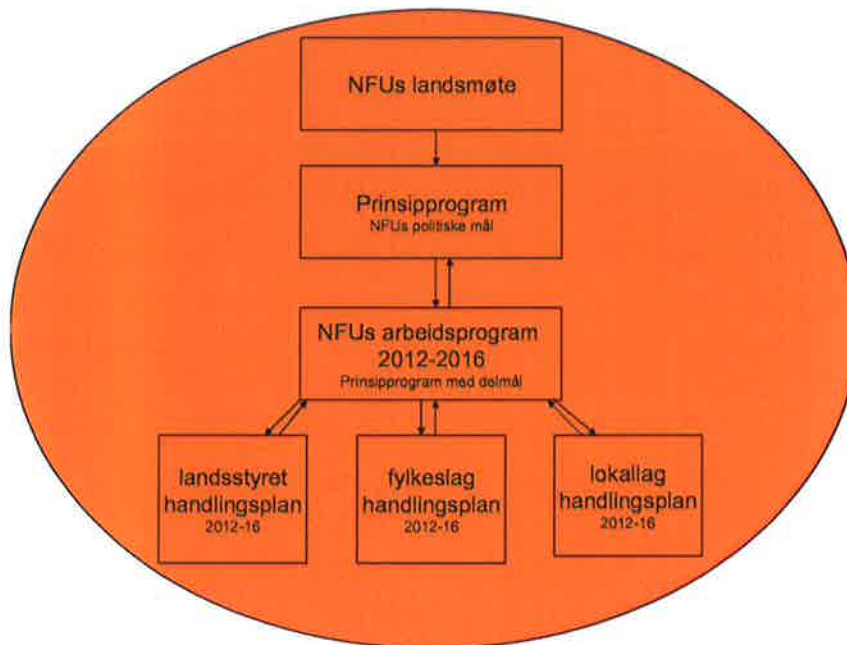 NFUs landsmøte
Prinsipprogram
NFUs politiske mål
NFUs arbeidsprogram
2012-2016
Prinsipprogram med delmål
landsstyret
handlingsplan
2012-16
fylkeslag
handlingsplan
2012-16
lokallag
handlingsplan
2012-16